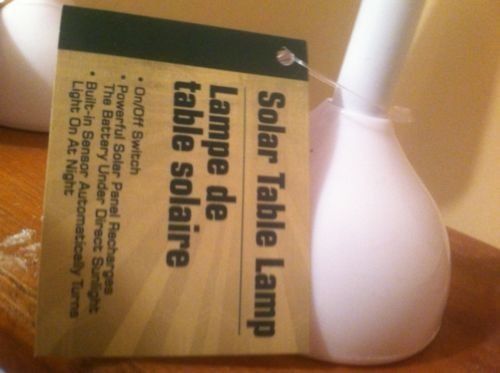 Solar Table Lamp
Lampe de
table solaire
• On/Off Switch
• Powerful Solar Panel Recharges
The Battery Under Direct Sunlight
• Built-in Sensor Automatically Turns
Light On At Night